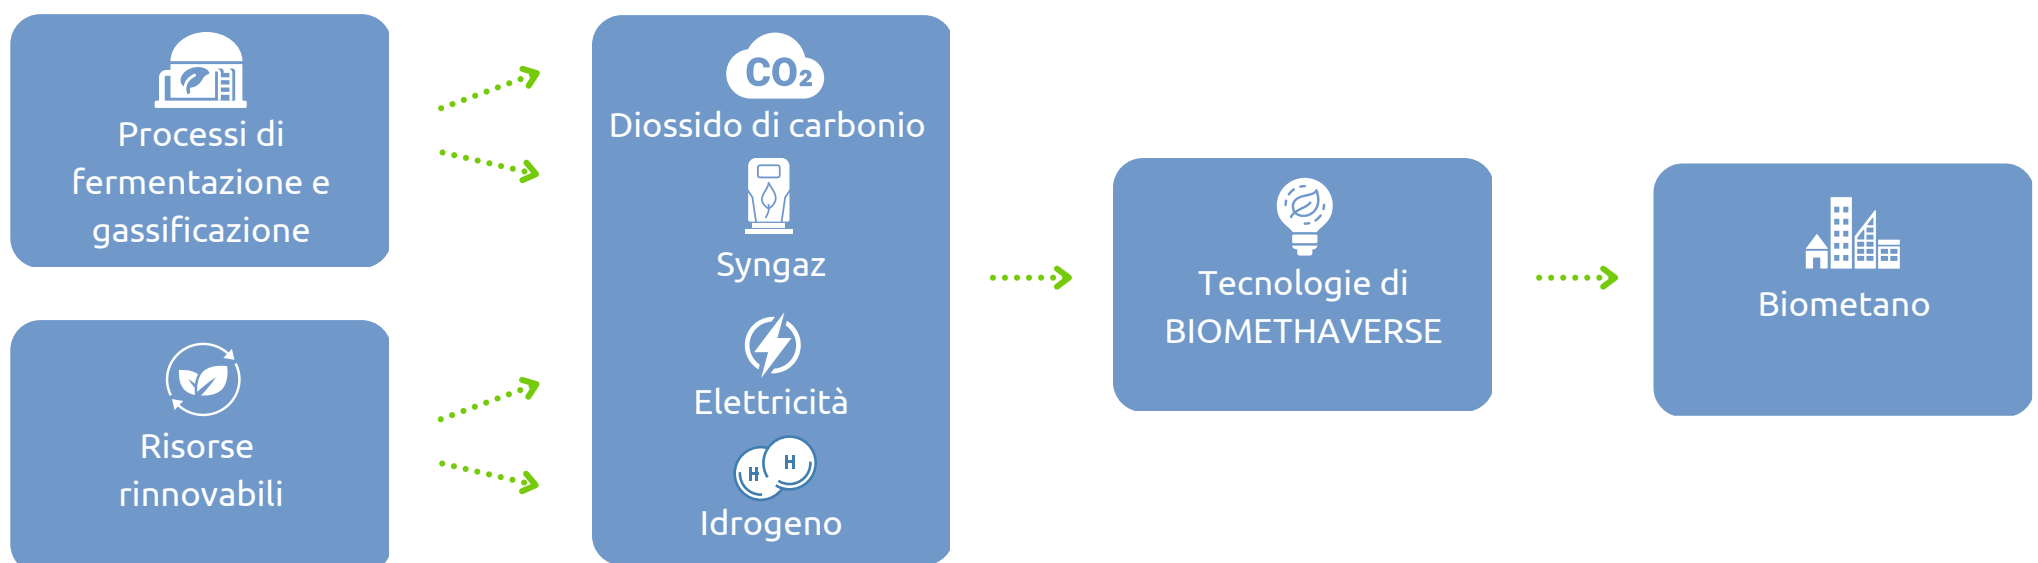 Processi di
fermentazione e
gassificazione
Risorse
rinnovabili
CO2
Diossido di carbonio
Syngaz
Elettricità
H H
Idrogeno
Tecnologie di
BIOMETHAVERSE
Biometano